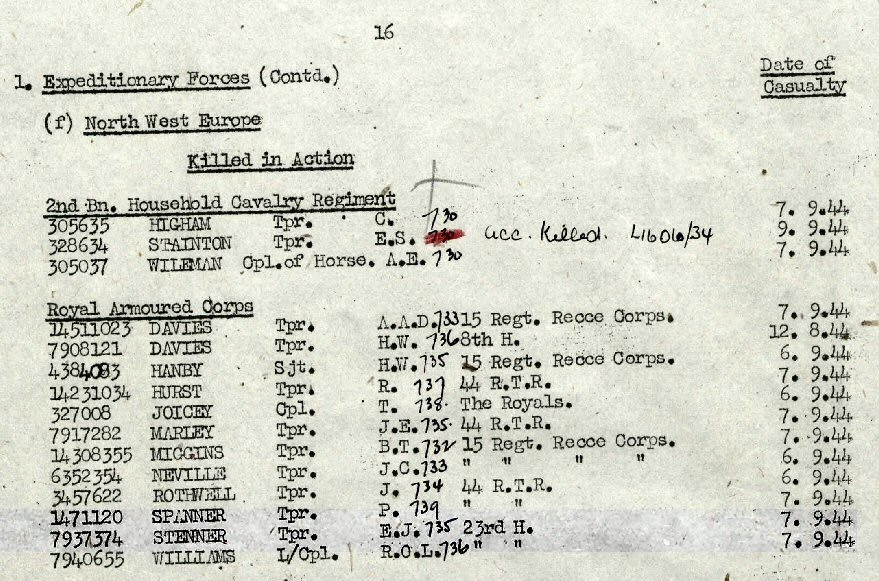 16
1. Expeditionary Forces (Contd.) Date of Casualty
(f) North West Europe
Killed in Action
2nd Bn. Household Cavalry Regiment
305635 HIGHAM Tpr. C. 730 7. 9.44
328634 STAINTON Tpr. E.S. 730 acc. Killed. 9. 9.44
305037 WILEMAN Cpl.of Horse. A.E. 730 7. 9.44
Royal Armoured Corps
14511023 DAVIES Tpr. A.A.D. 733 15 Regt. Recce Corps. 7. 9.44
7908121 DAVIES Tpr. H.W. 736 8th H. 12. 8.44
4384093 HANBY Sjt. H.W. 735 15 Regt. Recce Corps. 6. 9.44
14231034 HURST Tpr. R. 737 44 R.T.R. 7. 9.44
327008 JOICEY Cpl. T. 738. The Royals. 6. 9.44
7917282 MARLEY Tpr. J.E. 735. 44 R.T.R. 7. 9.44
14308355 MIGGINS Tpr. B.T. 732 15 Regt. Recce Corps. 7. 9.44
6352354 NEVILLE Tpr. J.C. 733 " " " " 6. 9.44
3457622 ROTHWELL Tpr. J. 734 44 R.T.R. 6. 9.44
1471120 SPANNER Tpr. P. 739 " " 7. 9.44
7937374 STENNER Tpr. E.J. 735 23rd H. 7. 9.44
7940655 WILLIAMS L/Cpl. R.O.L. 736 " " 7. 9.44